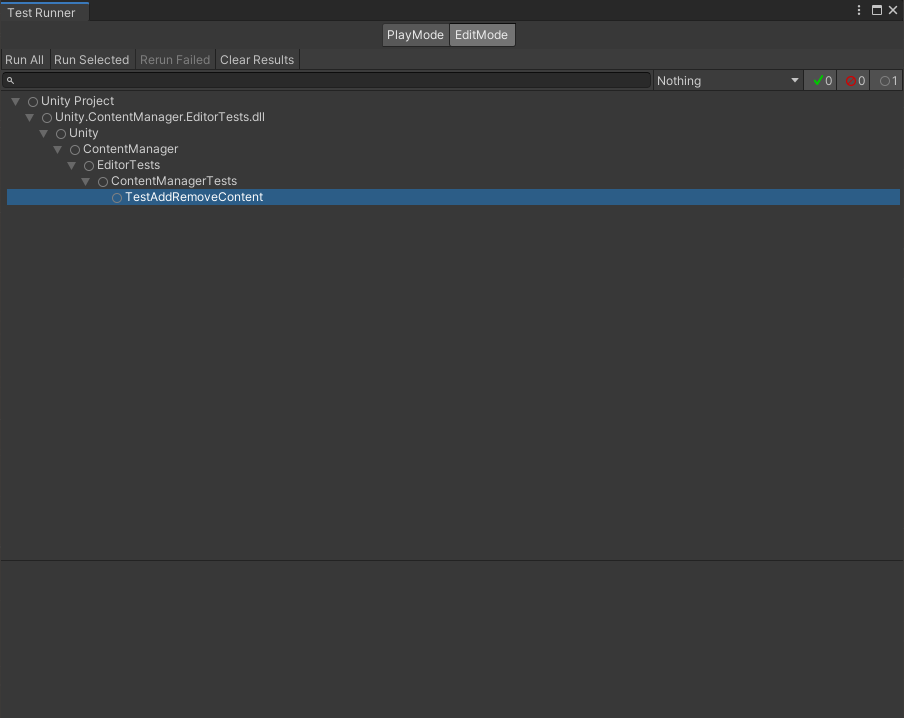 Test Runner
PlayMode EditMode
Run All Run Selected Rerun Failed Clear Results
Nothing 0 0 1
Unity Project
Unity.ContentManager.EditorTests.dll
Unity
ContentManager
EditorTests
ContentManagerTests
TestAddRemoveContent